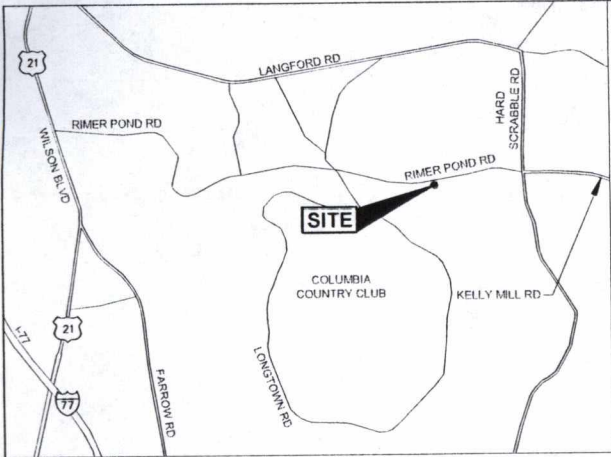 21
LANGFORD RD
RIMER POND RD
HARD
SCRABBLE RD
WILSON BLVD
RIMER POND RD
SITE
COLUMBIA
COUNTRY CLUB
KELLY MILL RD
21
I-77
77
FARROW RD
LONGTOWN RD